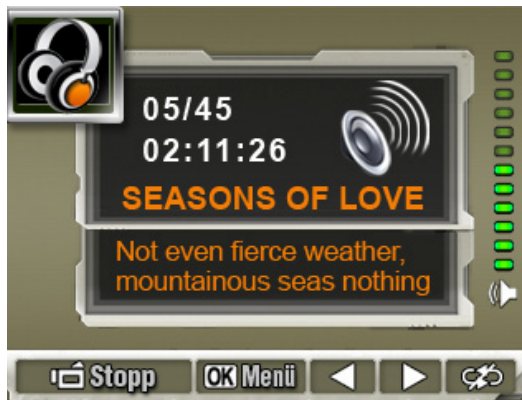 05/45
02:11:26
SEASONS OF LOVE
Not even fierce weather,
mountainous seas nothing
Stopp OK Menü